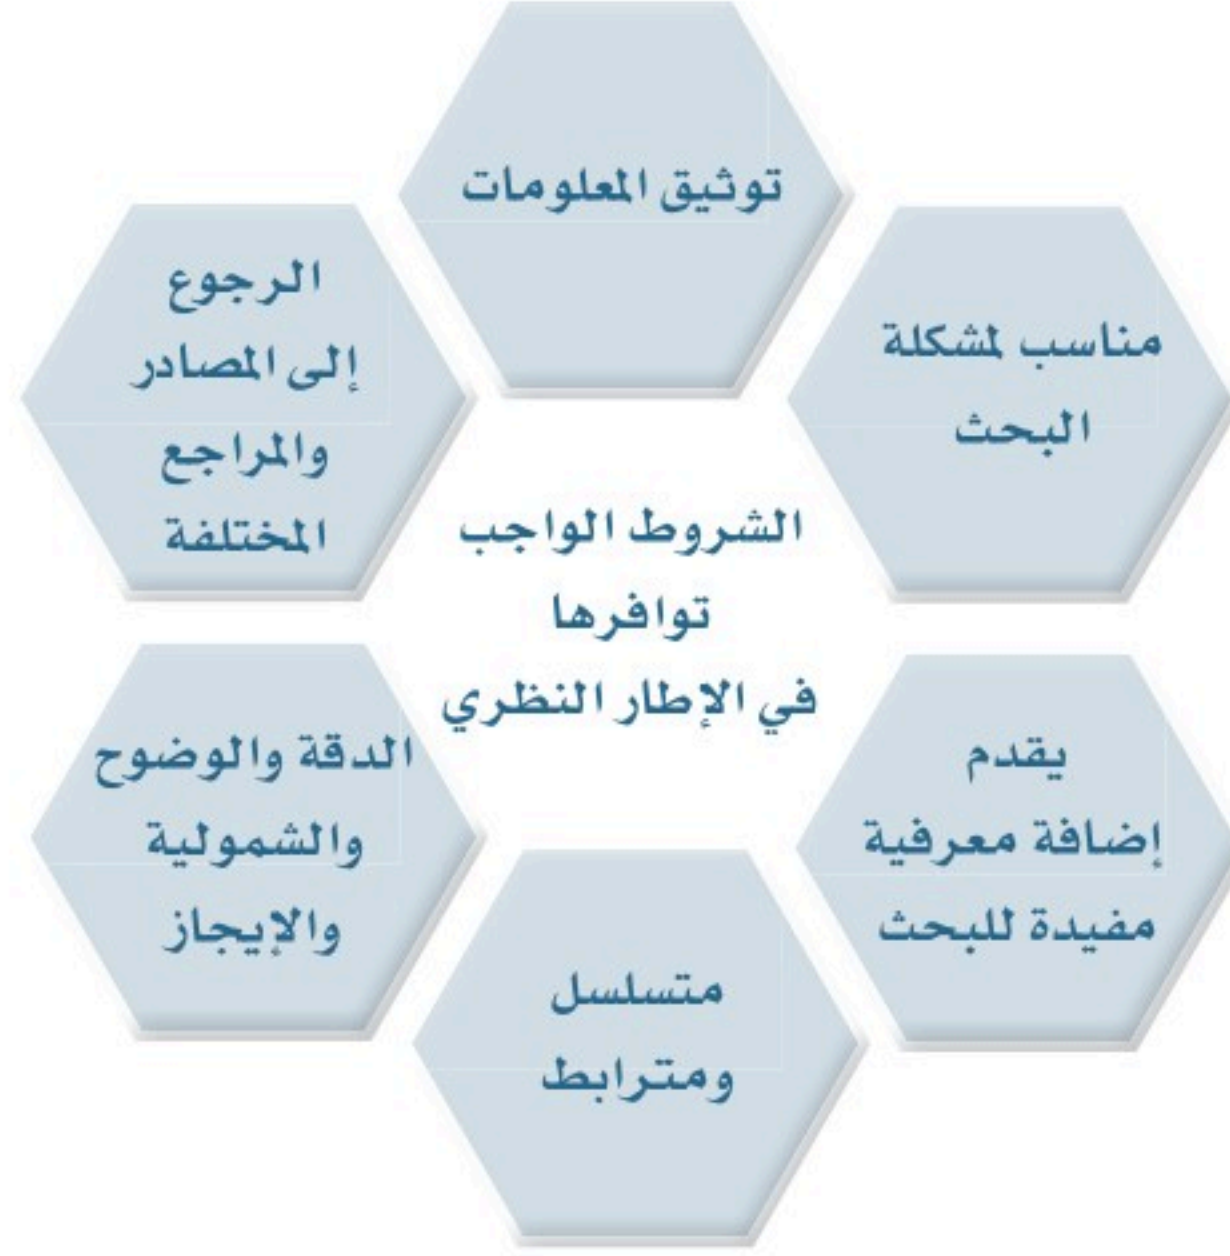 توثيق المعلومات
مناسب لمشكلة
البحث
يقدم
إضافة معرفية
مفيدة للبحث
متسلسل
ومترابط
الدقة والوضوح
والشمولية
والإيجاز
الرجوع
إلى المصادر
والمراجع
المختلفة
الشروط الواجب
توافرها
في الإطار النظري